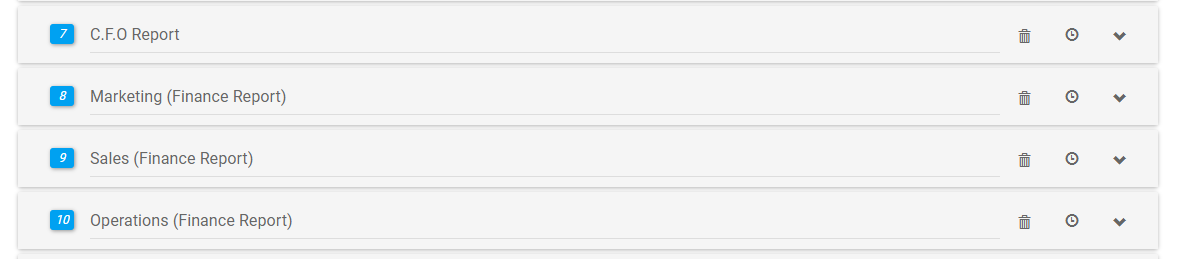 7 C.F.O Report
8 Marketing (Finance Report)
9 Sales (Finance Report)
10 Operations (Finance Report)